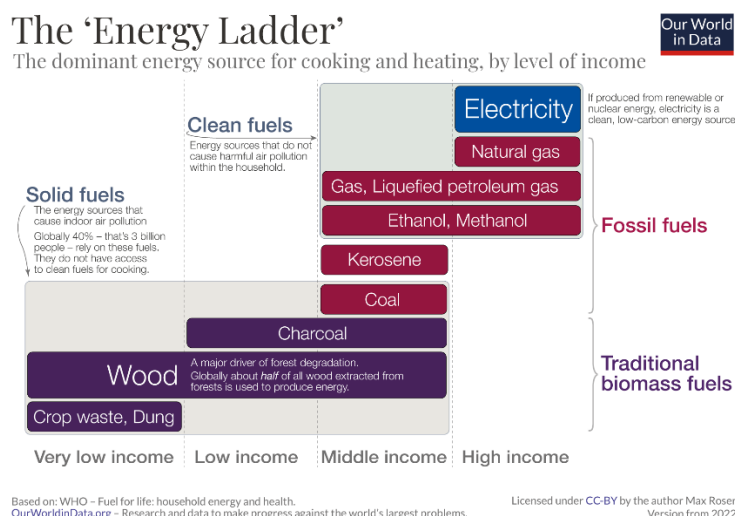 The ‘Energy Ladder’
Our World
in Data
The dominant energy source for cooking and heating, by level of income
Electricity
If produced from renewable or
nuclear energy, electricity is a
clean, low-carbon energy source
Clean fuels
Energy sources that do not
cause harmful air pollution
within the household.
Natural gas
Gas, Liquefied petroleum gas
Ethanol, Methanol
Fossil fuels
Solid fuels
The energy sources that
cause indoor air pollution
Globally 40% – that's 3 billion
people – rely on these fuels.
They do not have access
to clean fuels for cooking.
Kerosene
Coal
Charcoal
Wood
A major driver of forest degradation.
Globally about half of all wood extracted from
forests is used to produce energy.
Traditional
biomass fuels
Crop waste, Dung
Very low income
Low income
Middle income
High income
Based on: WHO – Fuel for life: household energy and health.
OurWorldinData.org – Research and data to make progress against the world's largest problems.
Licensed under CC-BY by the author Max Roser
Version from 2022